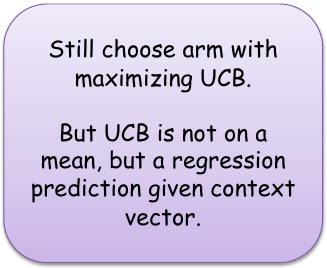 Still choose arm with
maximizing UCB.
But UCB is not on a
mean, but a regression
prediction given context
vector.